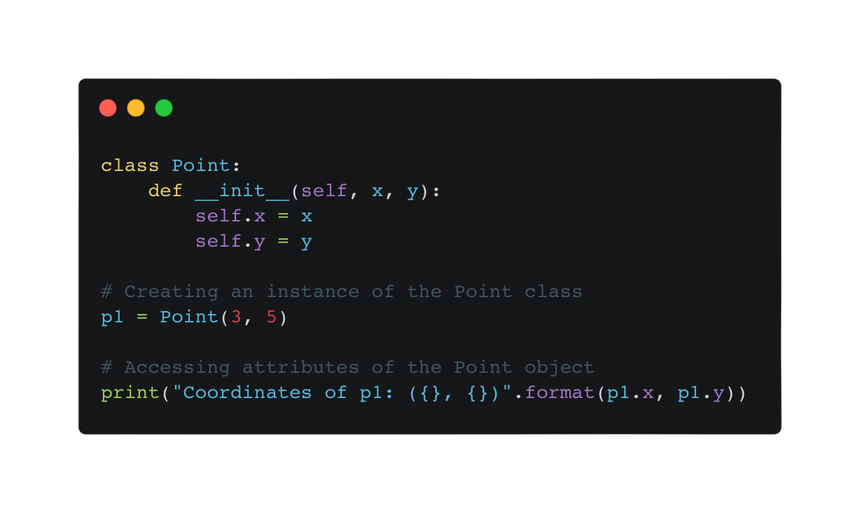 class Point:
    def __init__(self, x, y):
        self.x = x
        self.y = y

# Creating an instance of the Point class
p1 = Point(3, 5)

# Accessing attributes of the Point object
print("Coordinates of p1: ({}, {})".format(p1.x, p1.y))